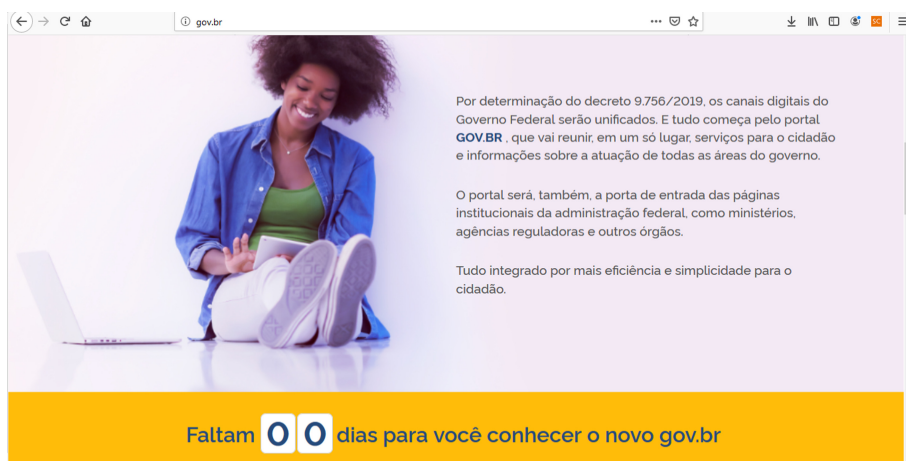 gov.br
Por determinação do decreto 9.756/2019, os canais digitais do
Governo Federal serão unificados. E tudo começa pelo portal
GOV.BR , que vai reunir, em um só lugar, serviços para o cidadão
e informações sobre a atuação de todas as áreas do governo.
O portal será, também, a porta de entrada das páginas
institucionais da administração federal, como ministérios,
agências reguladoras e outros órgãos.
Tudo integrado por mais eficiência e simplicidade para o
cidadão.
Faltam 0 0 dias para você conhecer o novo gov.br